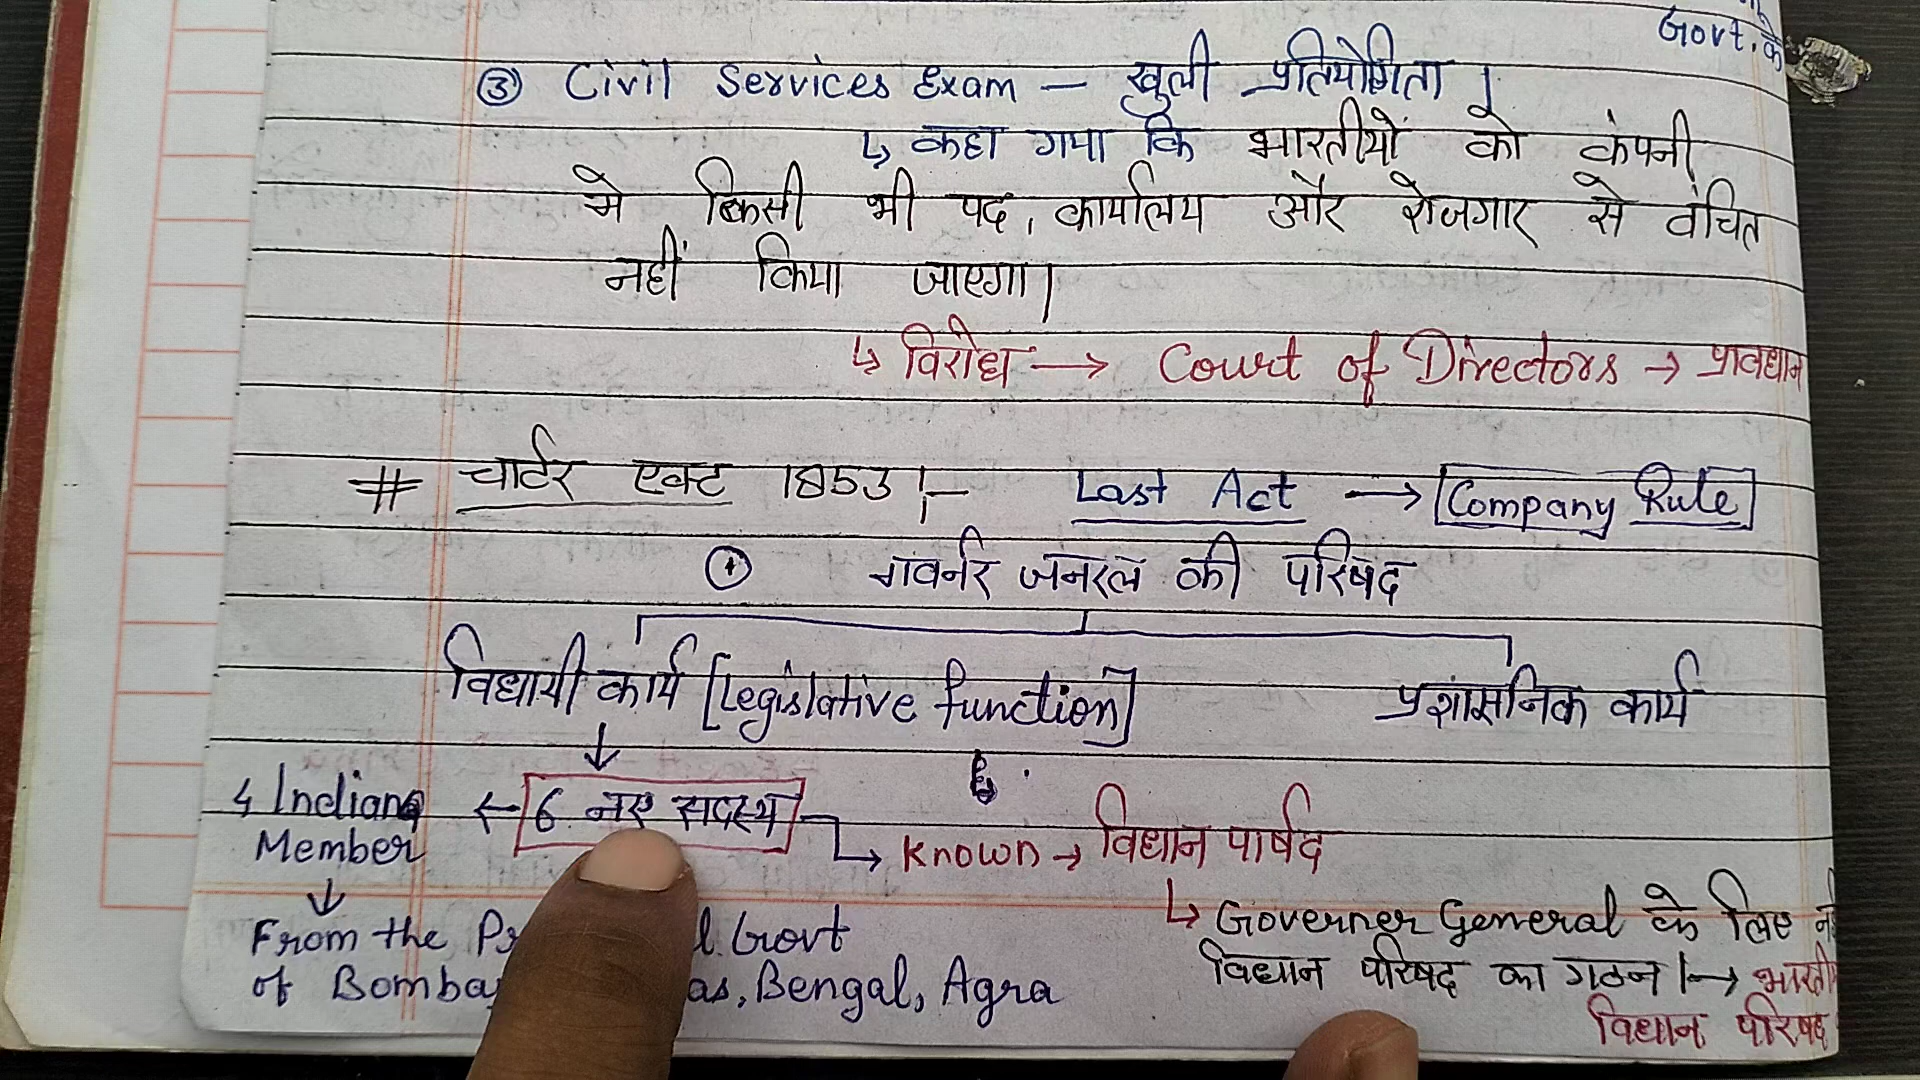 Govt. के
③ Civil Services Exam — खुली प्रतियोगिता ।
↳ कहा गया कि भारतीयों को कंपनी
मे किसी भी पद, कार्यालय और रोजगार से वंचित
नहीं किया जाएगा।
↳ विरोध → Court of Directors → प्रावधान
# चार्टर एक्ट 1853 :- Last Act → Company Rule
① गवर्नर जनरल की परिषद
विधायी कार्य [Legislative function] प्रशासनिक कार्य
4 Indian ← 6 नए सदस्य
Member
Known → विधान पार्षद
↓
From the Govt
of Bengal, Agra
↳ Governer General के लिए
विधान परिषद का गठन ।→
विधान परिषद